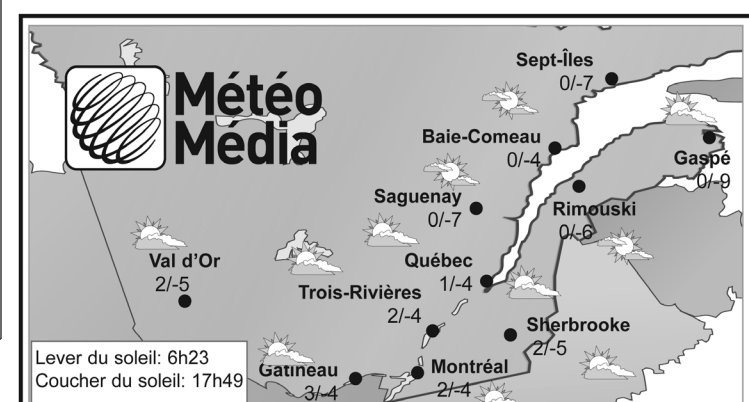 Météo
Média
Sept-Îles
0/-7
Baie-Comeau
0/-4
Gaspé
0/-9
Saguenay
0/-7
Rimouski
0/-6
Val d'Or
2/-5
Québec
1/-4
Trois-Rivières
2/-4
Sherbrooke
2/-5
Lever du soleil: 6h23
Coucher du soleil: 17h49
Gatineau
3/-4
Montréal
2/-4